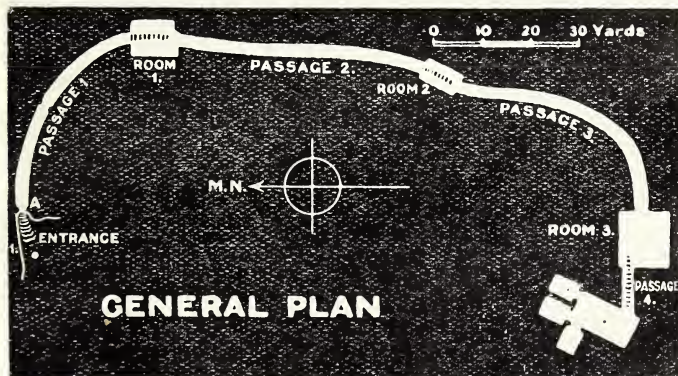 0 10 20 30 Yards
ROOM
1.
PASSAGE 1
PASSAGE 2.
ROOM 2
PASSAGE 3.
M.N.
A
1.
ENTRANCE
ROOM 3.
PASSAGE
4.
GENERAL PLAN